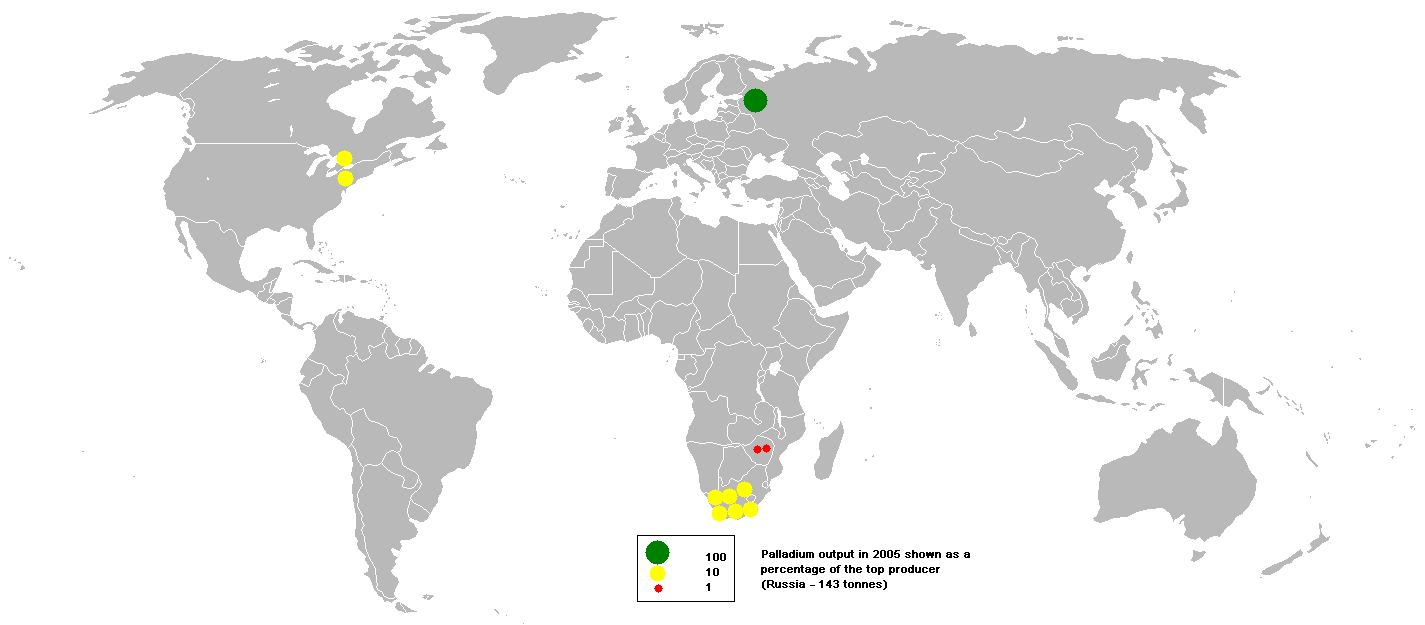 100
10
1
Palladium output in 2005 shown as a
percentage of the top producer
(Russia - 143 tonnes)